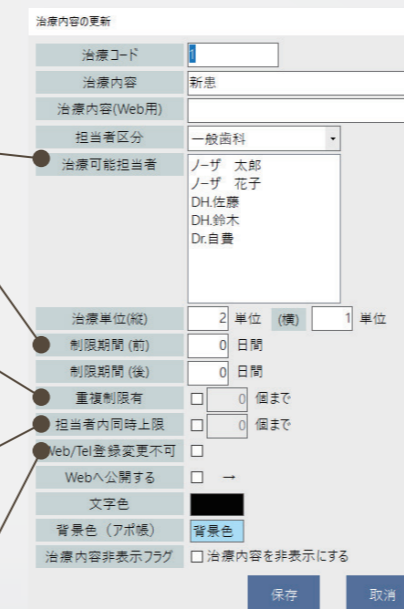 治療内容の更新
治療コード 1
治療内容 新患
治療内容(Web用)
担当者区分 一般歯科
治療可能担当者 ノーザ　太郎
ノーザ　花子
DH.佐藤
DH.鈴木
Dr.自費
治療単位(縦) 2 単位 (横) 1 単位
制限期間 (前) 0 日間
制限期間 (後) 0 日間
重複制限有 0 個まで
担当者内同時上限 0 個まで
Web/Tel登録変更不可
Webへ公開する →
文字色
背景色（アポ帳） 背景色
治療内容非表示フラグ 治療内容を非表示にする
保存 取消